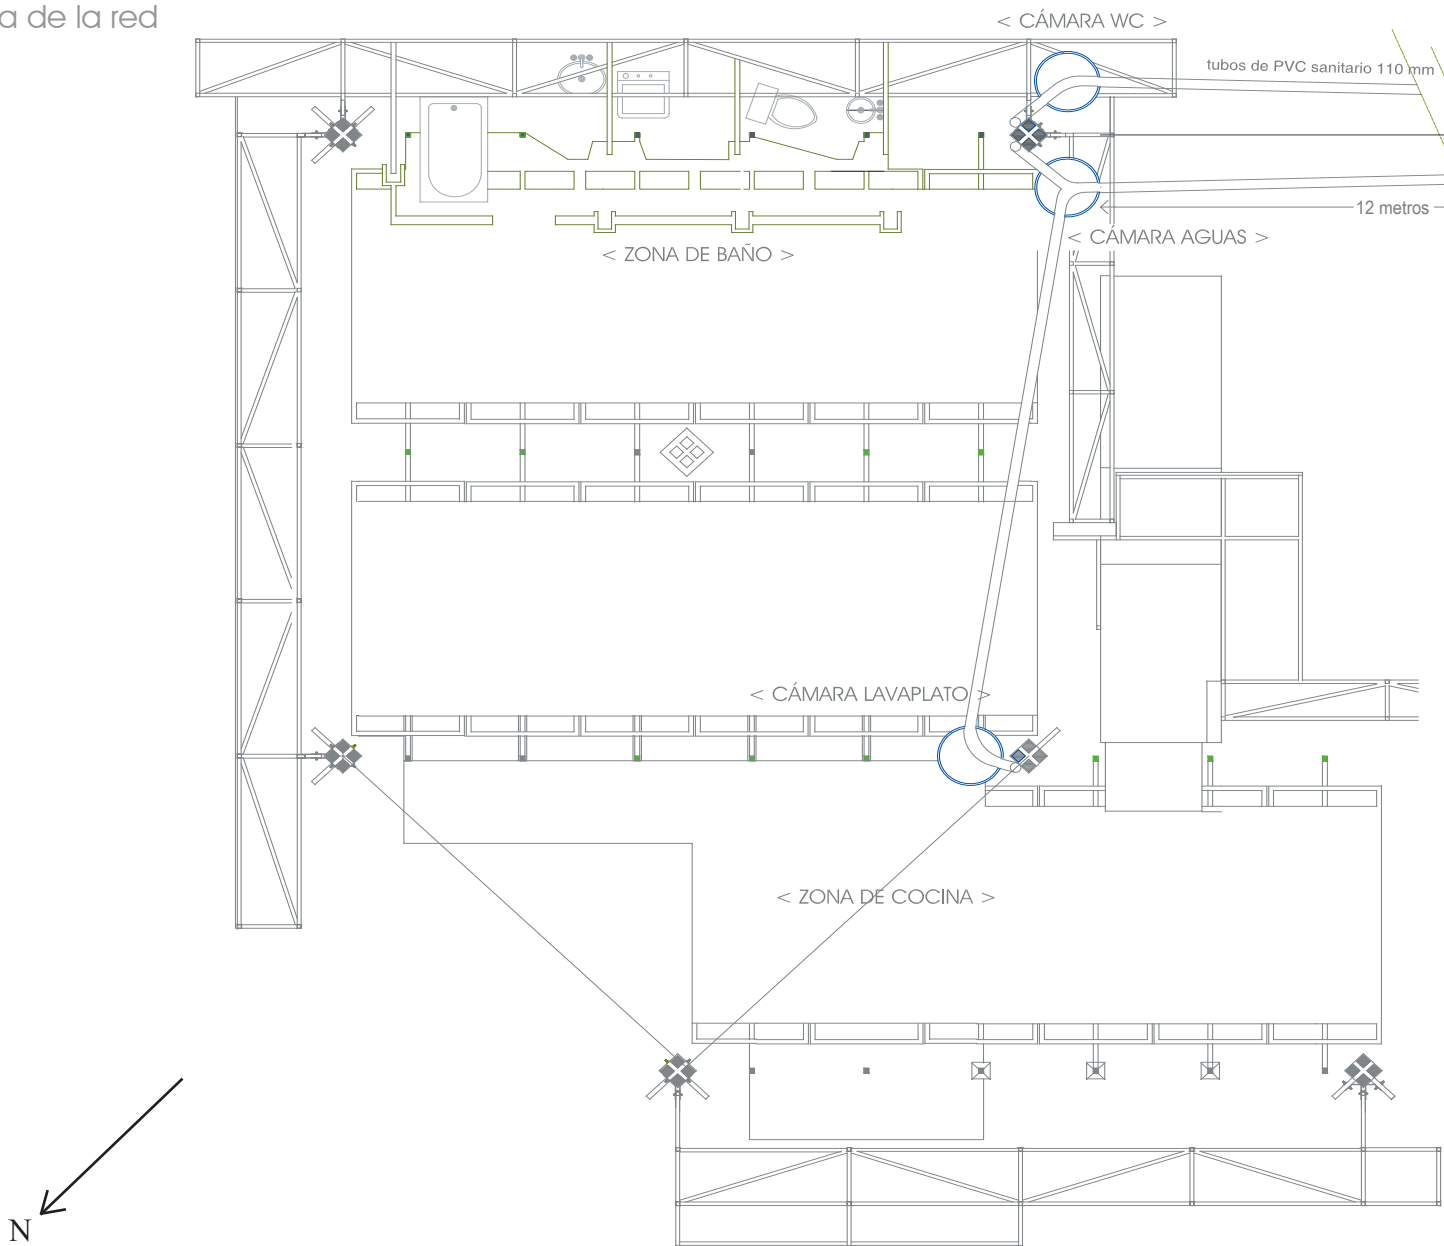 a de la red
< CÁMARA WC >
tubos de PVC sanitario 110 mm
12 metros
< CÁMARA AGUAS >
< ZONA DE BAÑO >
< CÁMARA LAVAPLATO >
< ZONA DE COCINA >
N